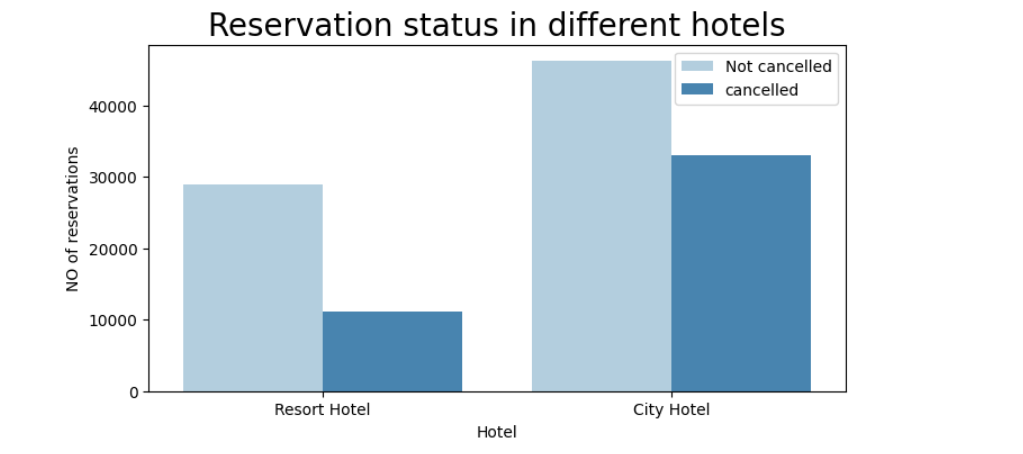 Reservation status in different hotels
Not cancelled
cancelled
NO of reservations
40000
30000
20000
10000
0
Resort Hotel
City Hotel
Hotel